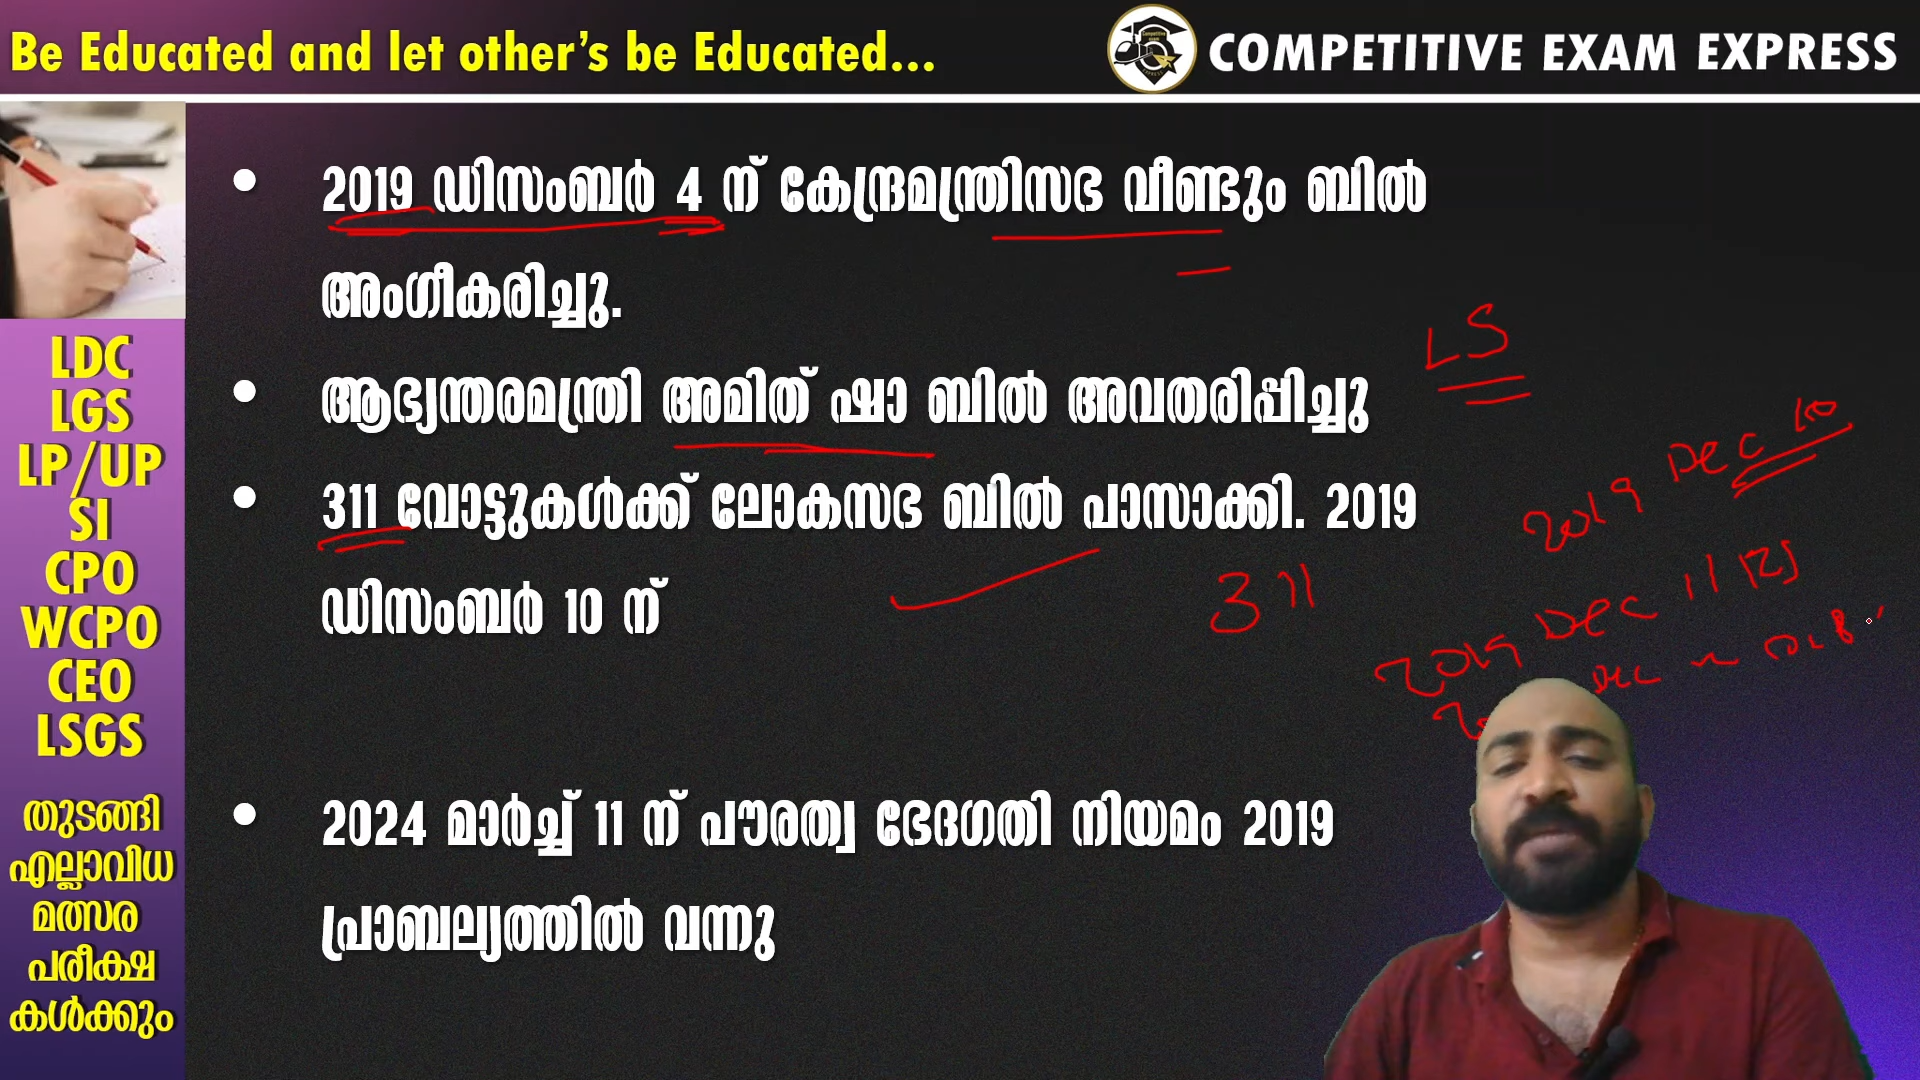 Be Educated and let other's be Educated...
COMPETITIVE EXAM EXPRESS
• 2019 ഡിസംബർ 4 ന് കേന്ദ്രമന്ത്രിസഭ വീണ്ടും ബിൽ
അംഗീകരിച്ചു.
• ആഭ്യന്തരമന്ത്രി അമിത് ഷാ ബിൽ അവതരിപ്പിച്ചു
• 311 വോട്ടുകൾക്ക് ലോകസഭ ബിൽ പാസാക്കി. 2019
ഡിസംബർ 10 ന്
• 2024 മാർച്ച് 11 ന് പൗരത്വ ഭേദഗതി നിയമം 2019
പ്രാബല്യത്തിൽ വന്നു
LS
2019 Dec 10
311
2019 Dec 11
Dec
LDC
LGS
LP/UP
SI
CPO
WCPO
CEO
LSGS
തുടങ്ങി
എല്ലാവിധ
മത്സര
പരീക്ഷ
കൾക്കും